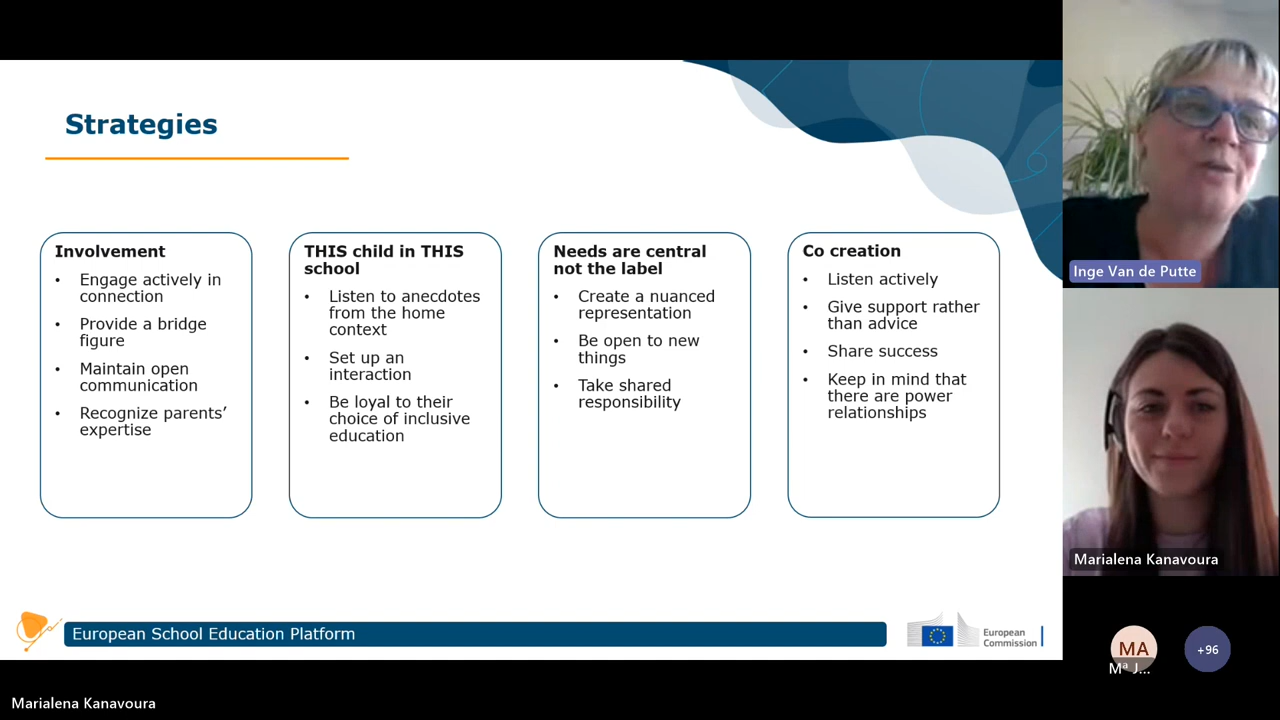 Strategies
Involvement
• Engage actively in
connection
• Provide a bridge
figure
• Maintain open
communication
• Recognize parents’
expertise
THIS child in THIS
school
• Listen to anecdotes
from the home
context
• Set up an
interaction
• Be loyal to their
choice of inclusive
education
Needs are central
not the label
• Create a nuanced
representation
• Be open to new
things
• Take shared
responsibility
Co creation
• Listen actively
• Give support rather
than advice
• Share success
• Keep in mind that
there are power
relationships
European School Education Platform
European
Commission
Inge Van de Putte
Marialena Kanavoura
MA
Mª J...
+96
Marialena Kanavoura